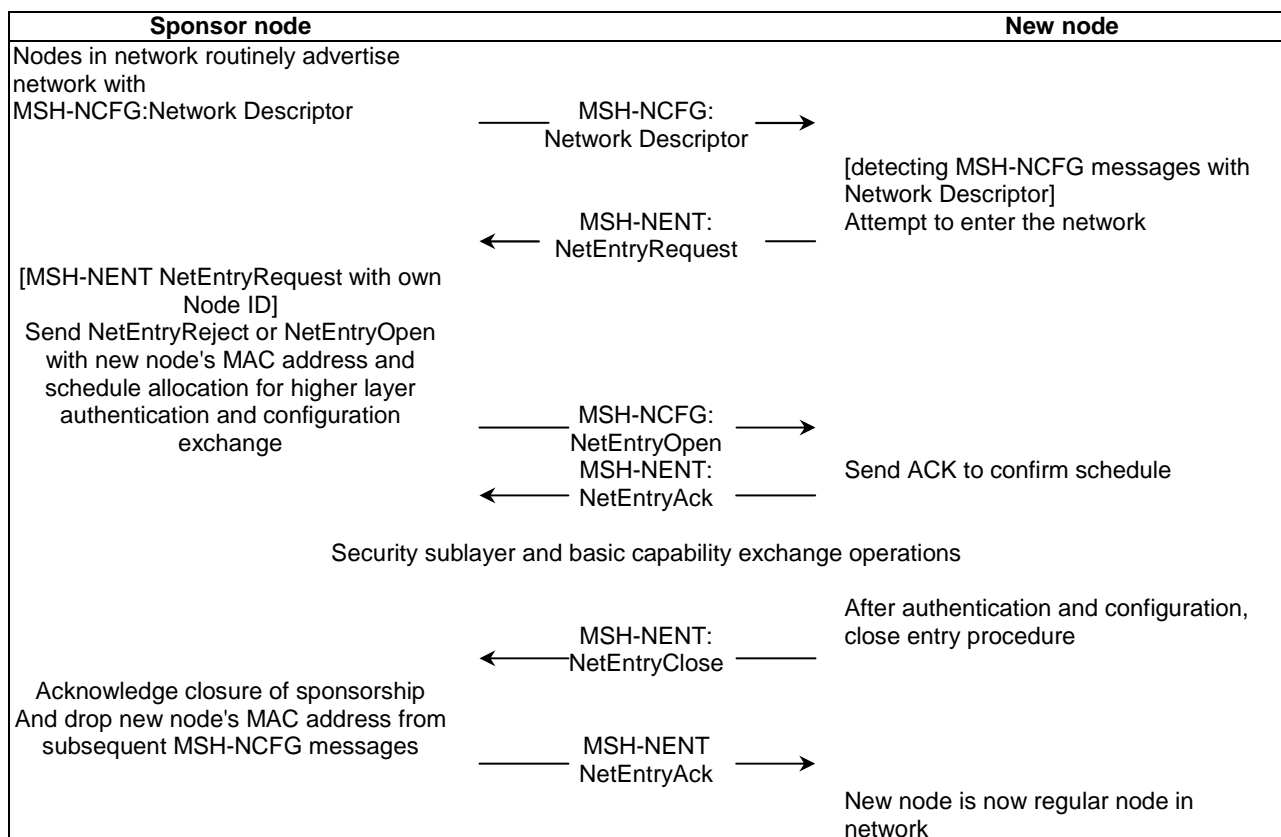 Sponsor node
New node
Nodes in network routinely advertise
network with
MSH-NCFG:Network Descriptor
MSH-NCFG:
Network Descriptor
[detecting MSH-NCFG messages with
Network Descriptor]
Attempt to enter the network
MSH-NENT:
NetEntryRequest
[MSH-NENT NetEntryRequest with own
Node ID]
Send NetEntryReject or NetEntryOpen
with new node's MAC address and
schedule allocation for higher layer
authentication and configuration
exchange
MSH-NCFG:
NetEntryOpen
MSH-NENT:
NetEntryAck
Send ACK to confirm schedule
Security sublayer and basic capability exchange operations
After authentication and configuration,
close entry procedure
MSH-NENT:
NetEntryClose
Acknowledge closure of sponsorship
And drop new node's MAC address from
subsequent MSH-NCFG messages
MSH-NENT
NetEntryAck
New node is now regular node in
network